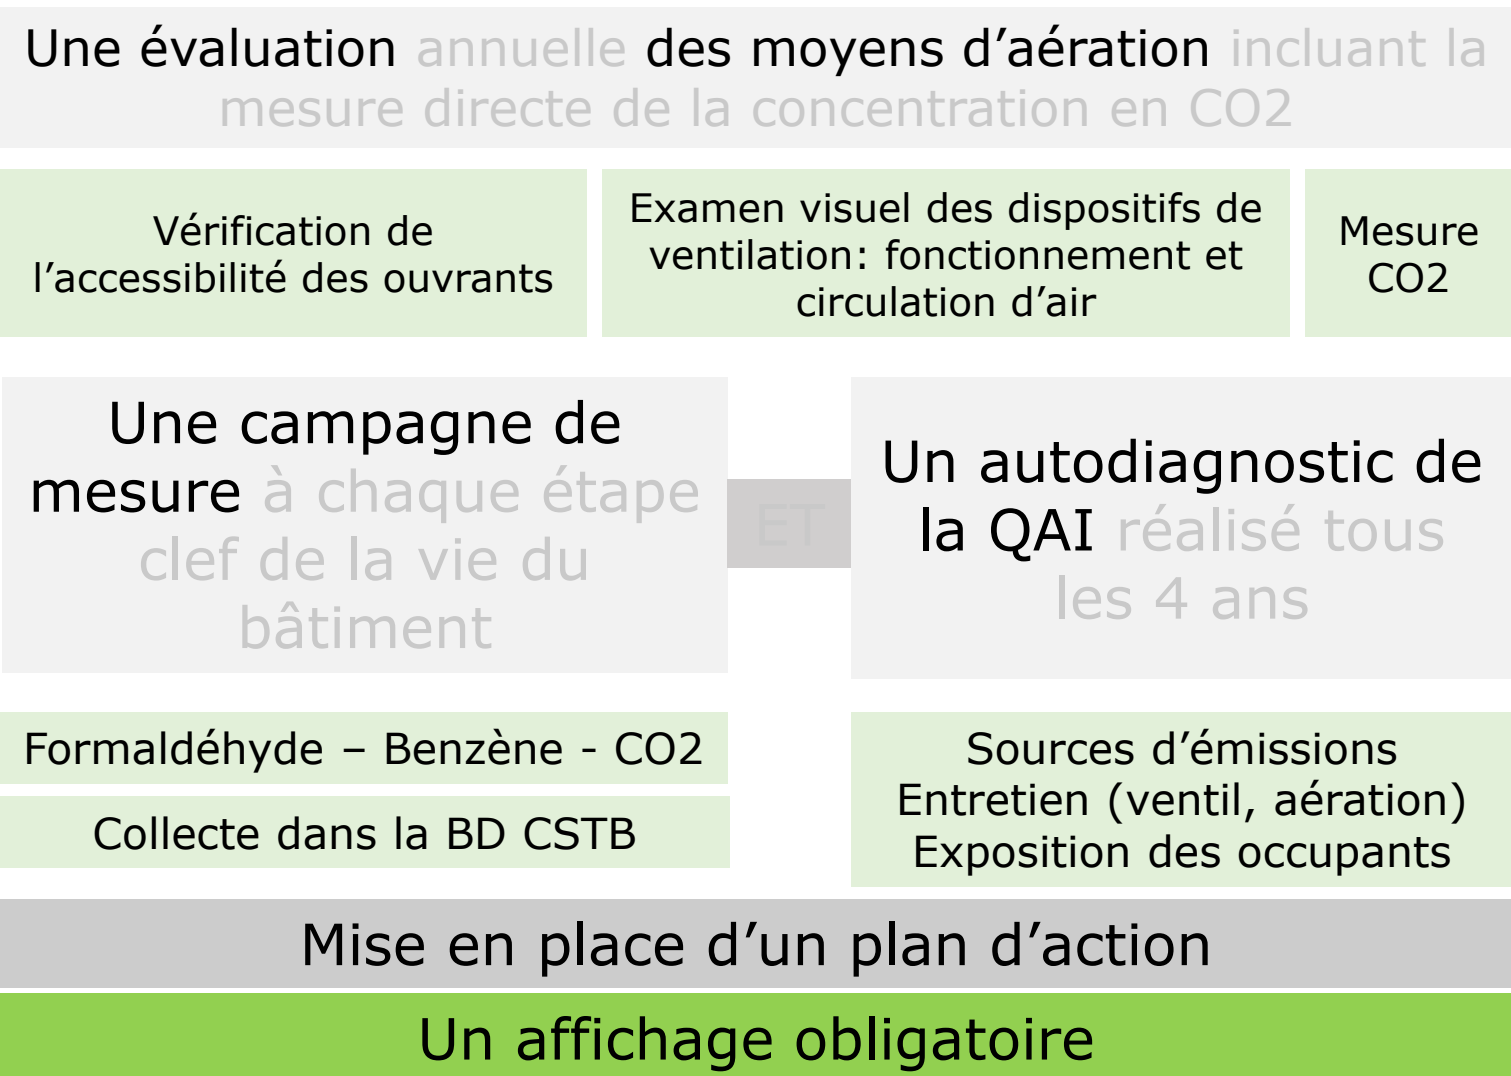 Une évaluation annuelle des moyens d’aération incluant la
mesure directe de la concentration en CO2
Vérification de
l’accessibilité des ouvrants
Examen visuel des dispositifs de
ventilation: fonctionnement et
circulation d’air
Mesure
CO2
Une campagne de
mesure à chaque étape
clef de la vie du
bâtiment
ET
Un autodiagnostic de
la QAI réalisé tous
les 4 ans
Formaldéhyde – Benzène - CO2
Collecte dans la BD CSTB
Sources d’émissions
Entretien (ventil, aération)
Exposition des occupants
Mise en place d’un plan d’action
Un affichage obligatoire